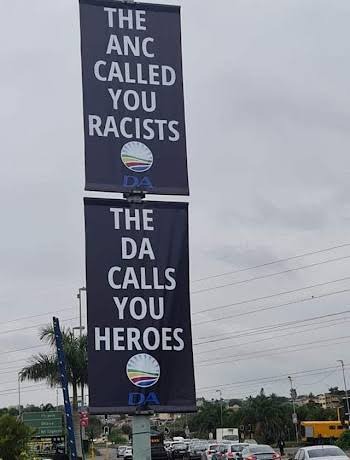 THE
ANC
CALLED
YOU
RACISTS
DA
THE
DA
CALLS
YOU
HEROES
DA